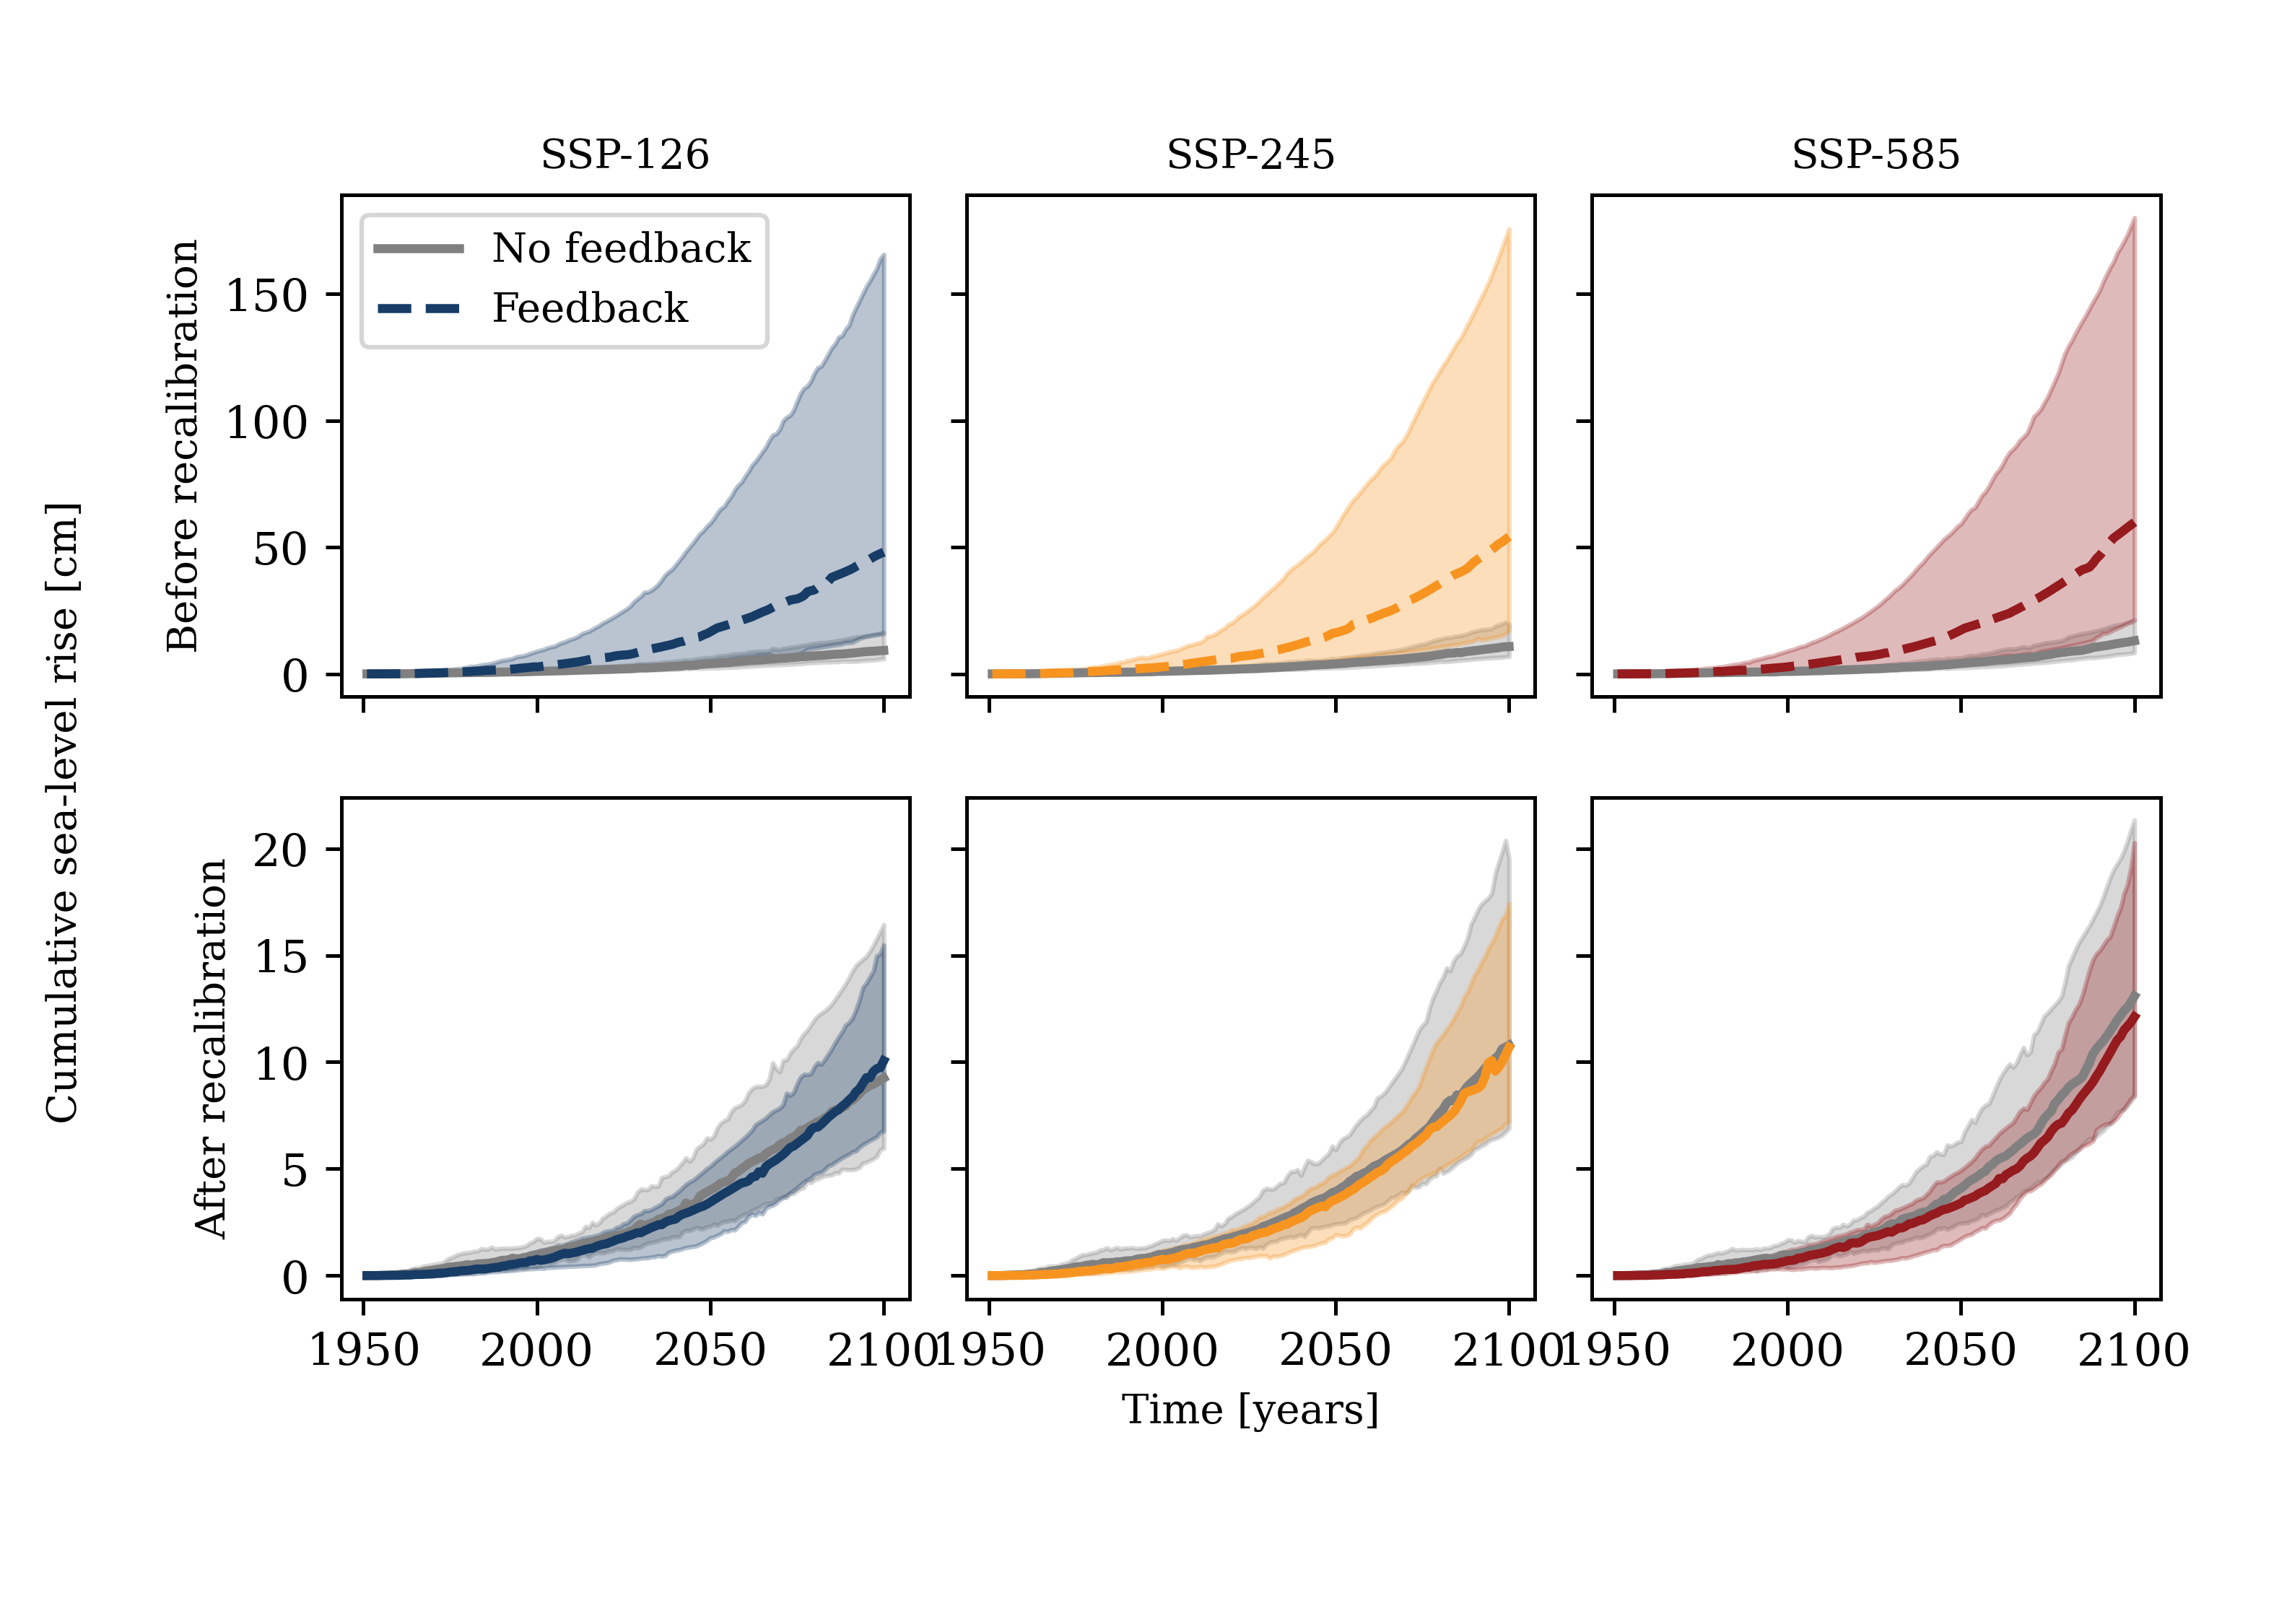 SSP-126
SSP-245
SSP-585
Cumulative sea-level rise [cm]
Before recalibration
150
100
50
0
No feedback
Feedback
After recalibration
20
15
10
5
0
1950 2000 2050 2100
1950 2000 2050 2100
1950 2000 2050 2100
Time [years]